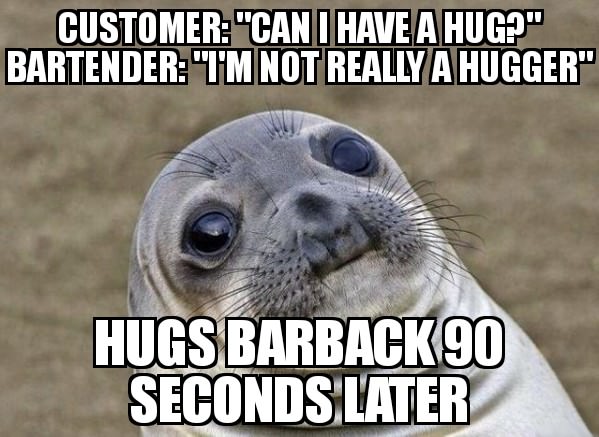 CUSTOMER: "CAN I HAVE A HUG?"
BARTENDER: "I'M NOT REALLY A HUGGER"
HUGS BARBACK 90
SECONDS LATER